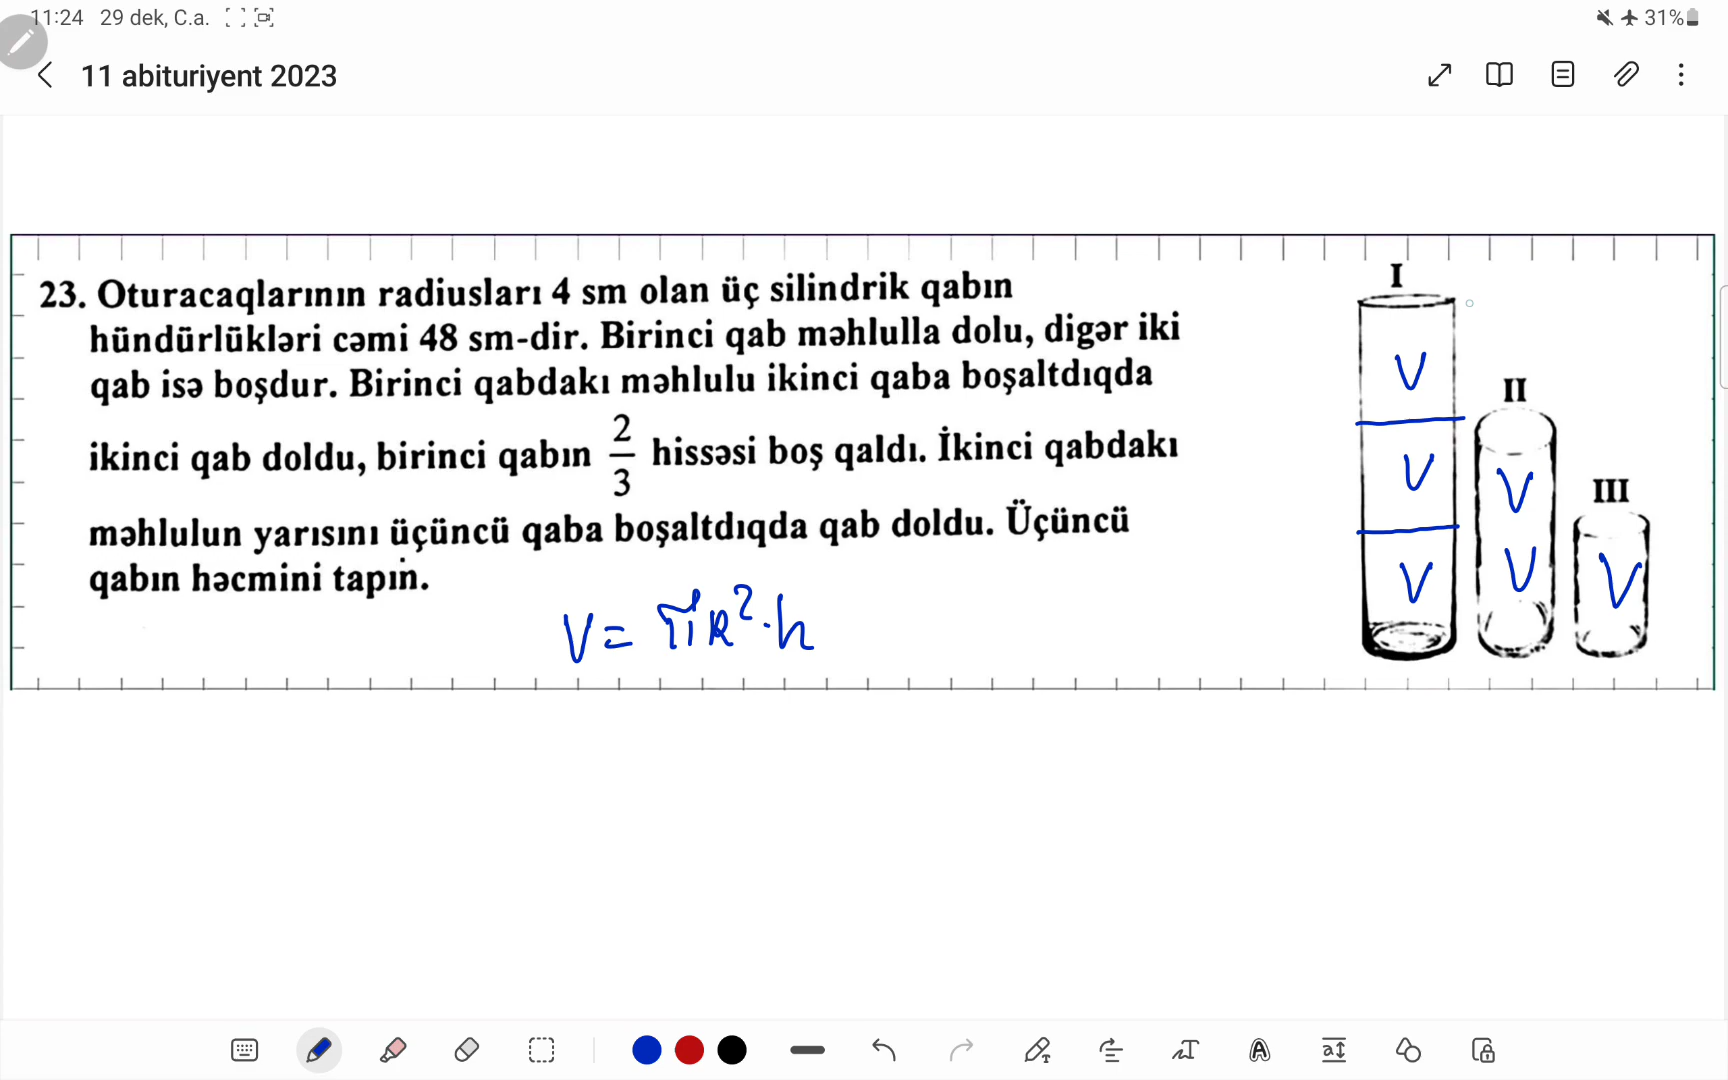 11:24 29 dek, C.a.
31%
11 abituriyent 2023
23. Oturacaqlarının radiusları 4 sm olan üç silindrik qabın
hündürlükləri cəmi 48 sm-dir. Birinci qab məhlulla dolu, digər iki
qab isə boşdur. Birinci qabdakı məhlulu ikinci qaba boşaltdıqda
ikinci qab doldu, birinci qabın 2/3 hissəsi boş qaldı. İkinci qabdakı
məhlulun yarısını üçüncü qaba boşaltdıqda qab doldu. Üçüncü
qabın həcmini tapın.
V = πR²·h
I
V
V
V
II
V
V
III
V